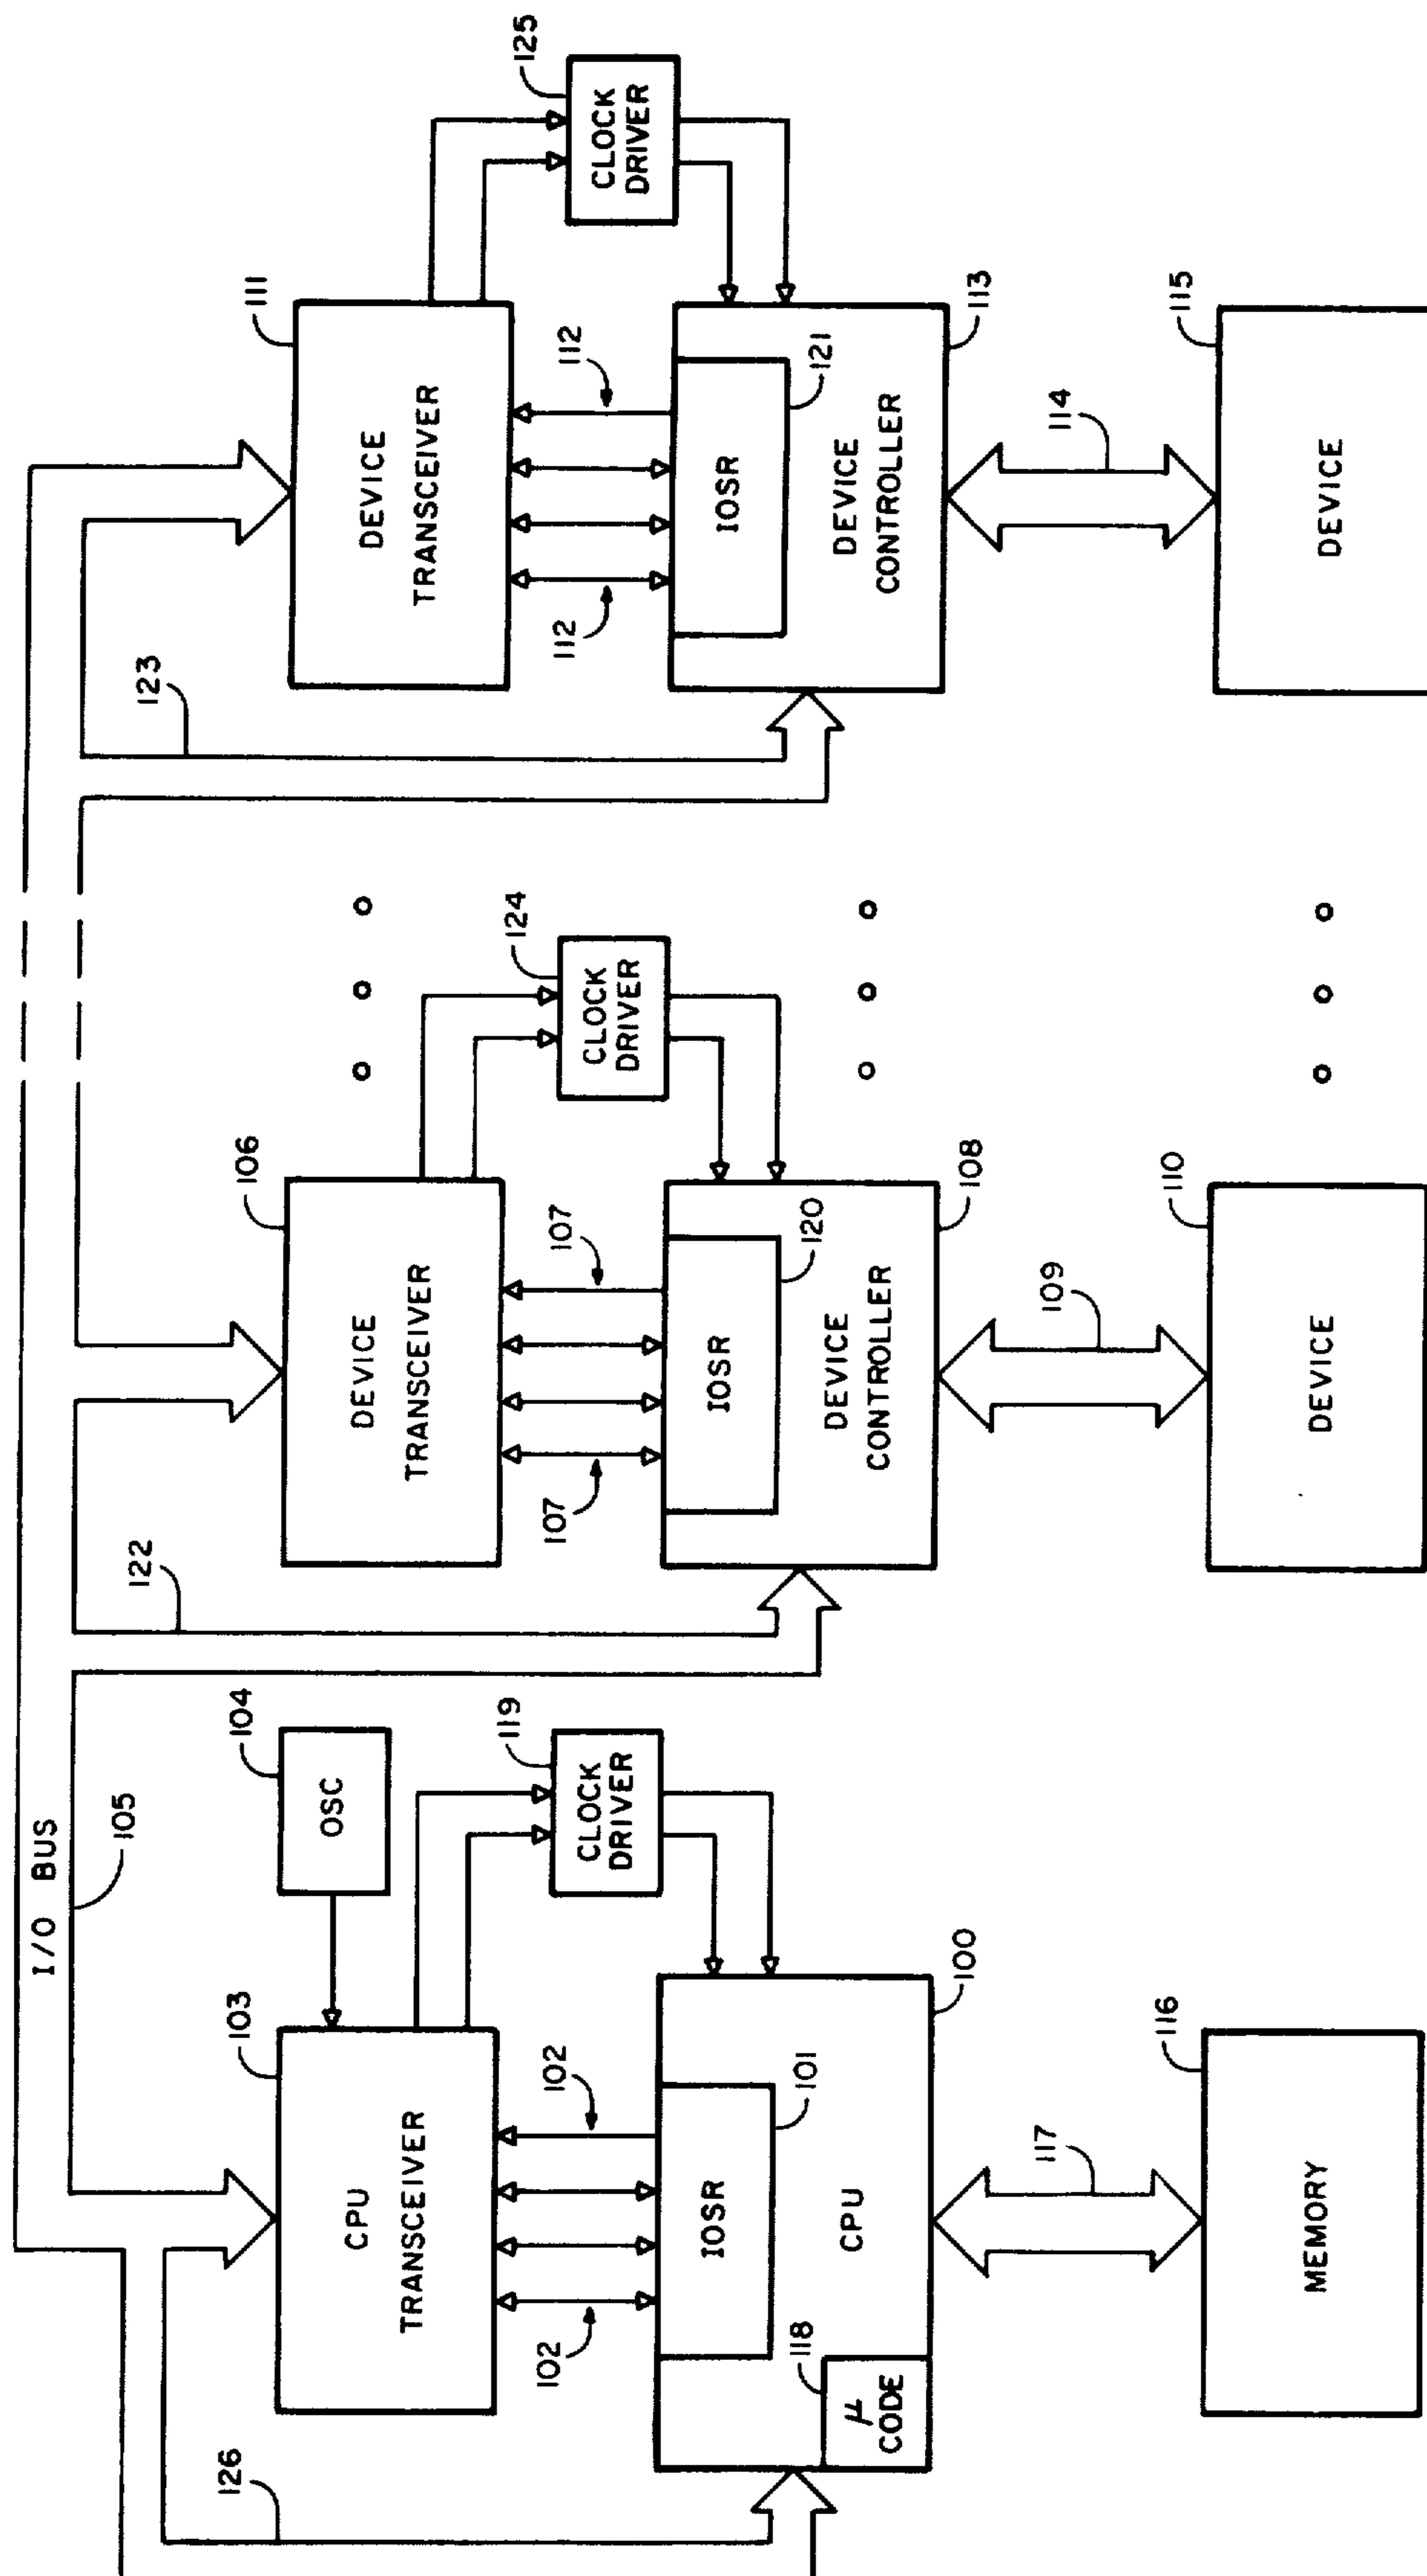 I/O BUS
105
126
103
CPU
TRANSCEIVER
104
OSC
119
CLOCK
DRIVER
102
102
101
IOSR
CPU
100
118
μ
CODE
117
116
MEMORY
122
106
DEVICE
TRANSCEIVER
124
CLOCK
DRIVER
107
107
120
IOSR
DEVICE
CONTROLLER
108
109
110
DEVICE
123
111
DEVICE
TRANSCEIVER
125
CLOCK
DRIVER
112
112
121
IOSR
DEVICE
CONTROLLER
113
114
115
DEVICE